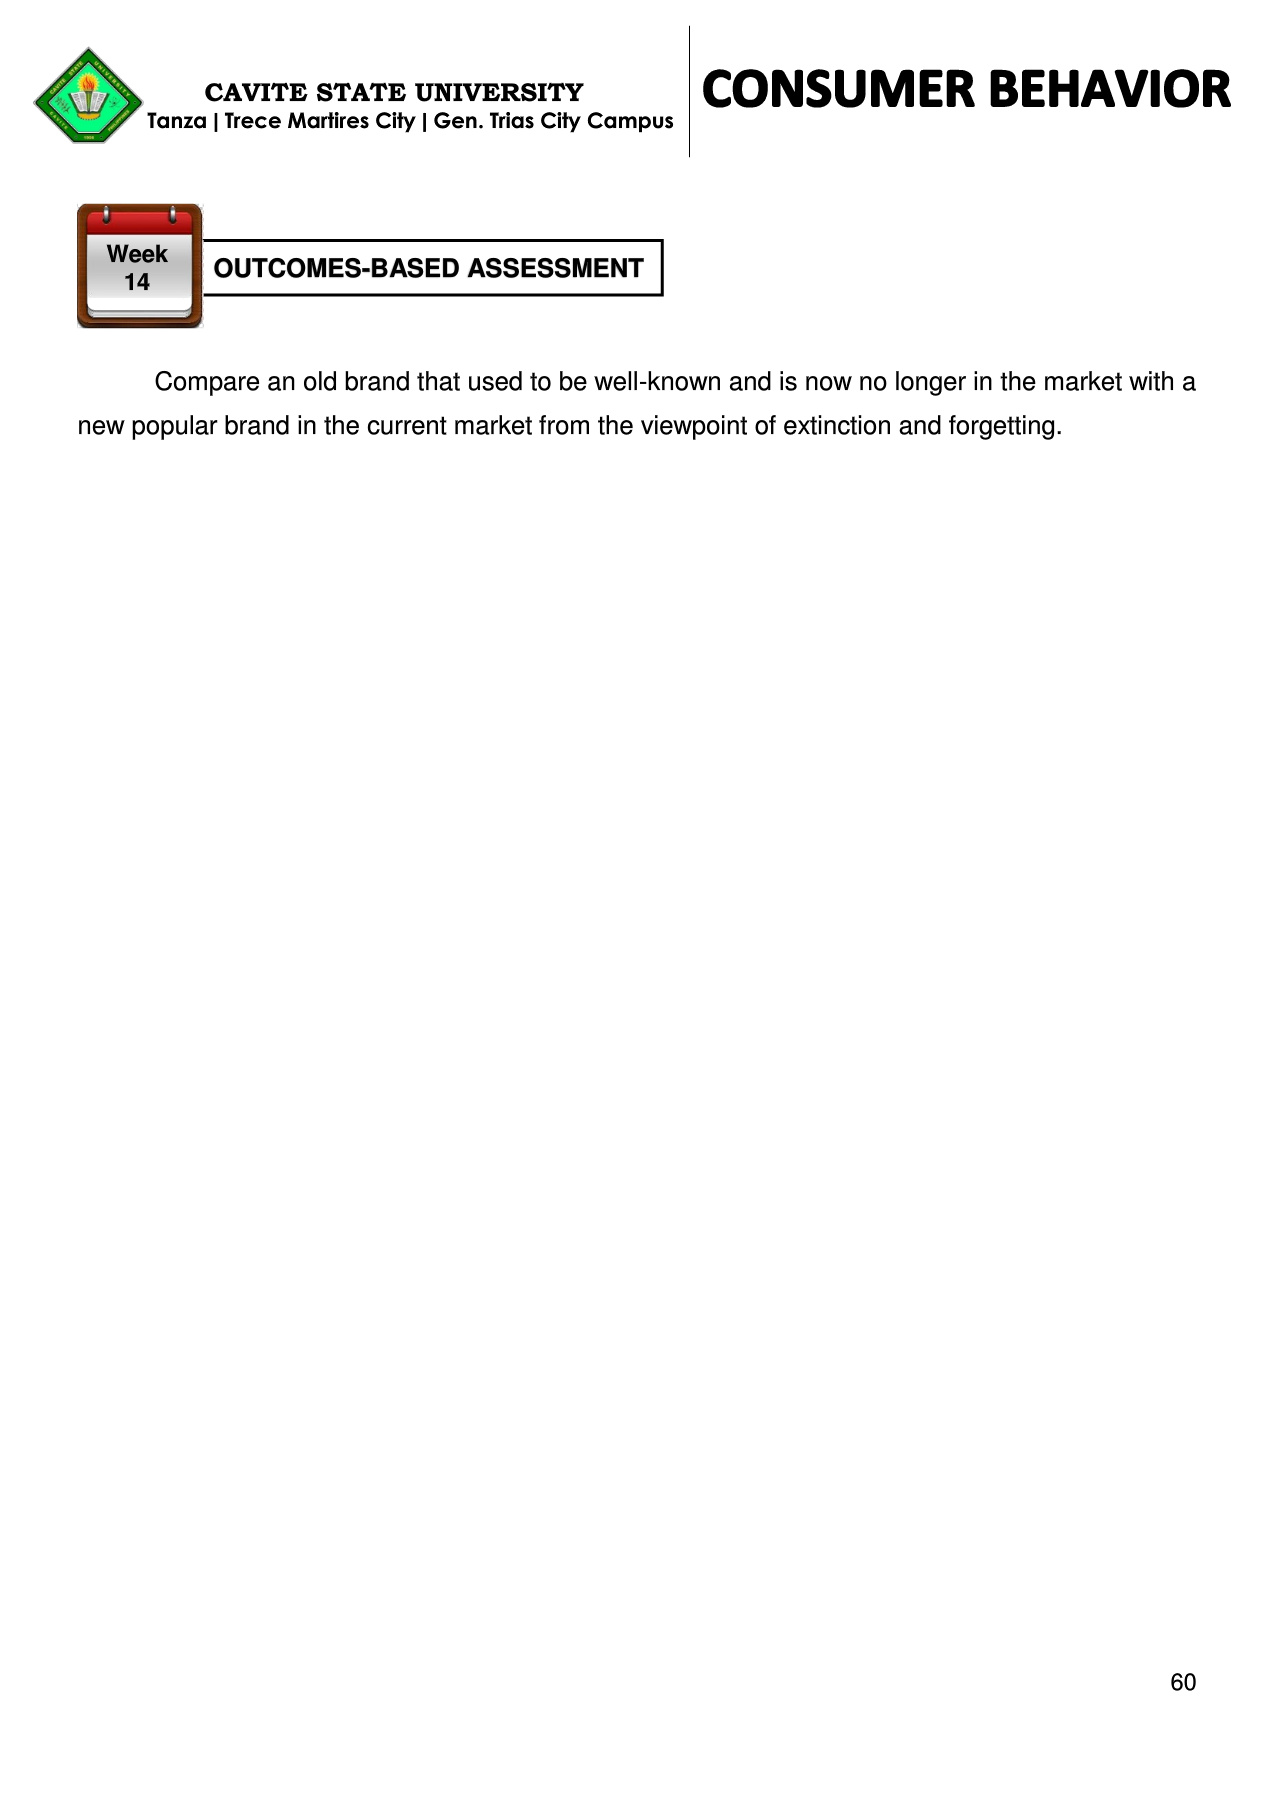 CAVITE STATE UNIVERSITY
Tanza | Trece Martires City | Gen. Trias City Campus
CONSUMER BEHAVIOR
Week
14
OUTCOMES-BASED ASSESSMENT
Compare an old brand that used to be well-known and is now no longer in the market with a
new popular brand in the current market from the viewpoint of extinction and forgetting.
60